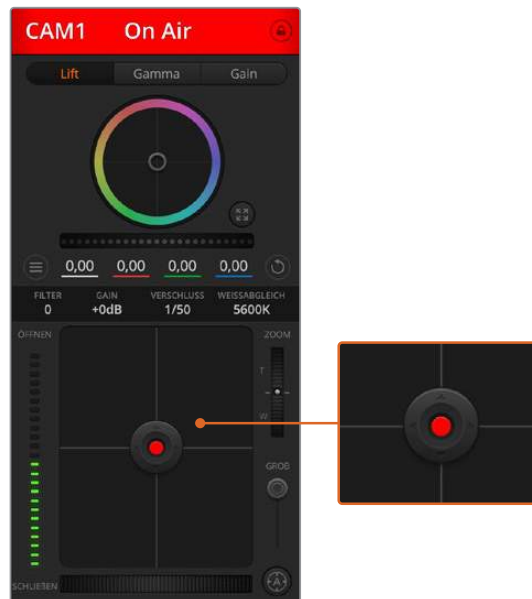 CAM1 On Air
Lift Gamma Gain
0,00 0,00 0,00 0,00
FILTER GAIN VERSCHLUSS WEISSABGLEICH
0 +0dB 1/50 5600K
ÖFFNEN ZOOM
T
W
GROB
SCHLIEẞEN A